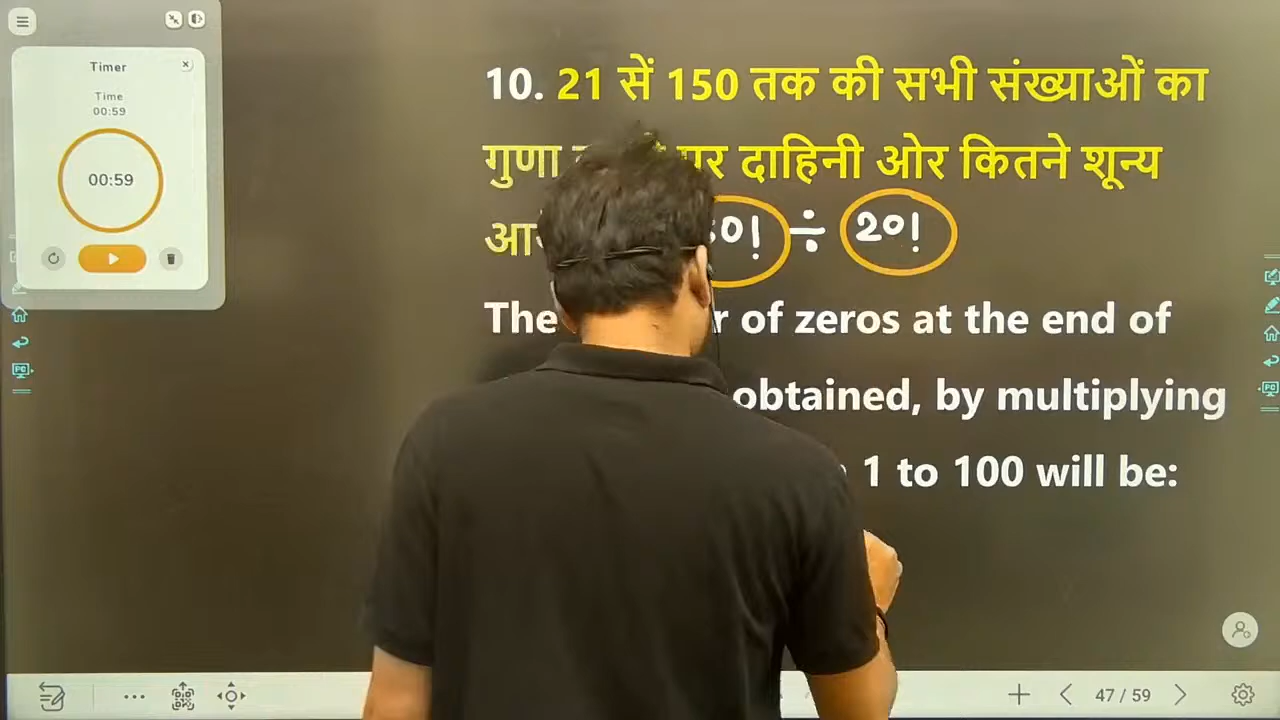 Timer
Time
00:59
00:59
10. 21 सें 150 तक की सभी संख्याओं का
गुणा पर दाहिनी ओर कितने शून्य
0! ÷ 20!
The of zeros at the end of
obtained, by multiplying
1 to 100 will be:
47 / 59